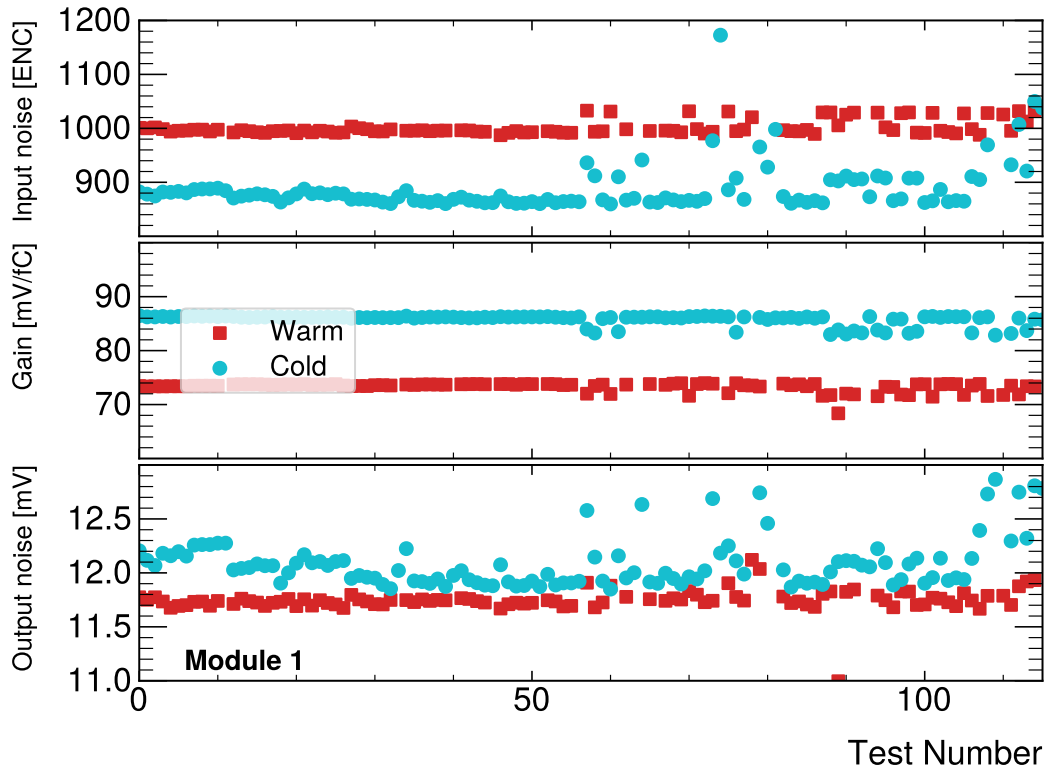 Input noise [ENC]
1200
1100
1000
900
Gain [mV/fC]
90
80
70
Warm
Cold
Output noise [mV]
12.5
12.0
11.5
11.0
Module 1
0
50
100
Test Number